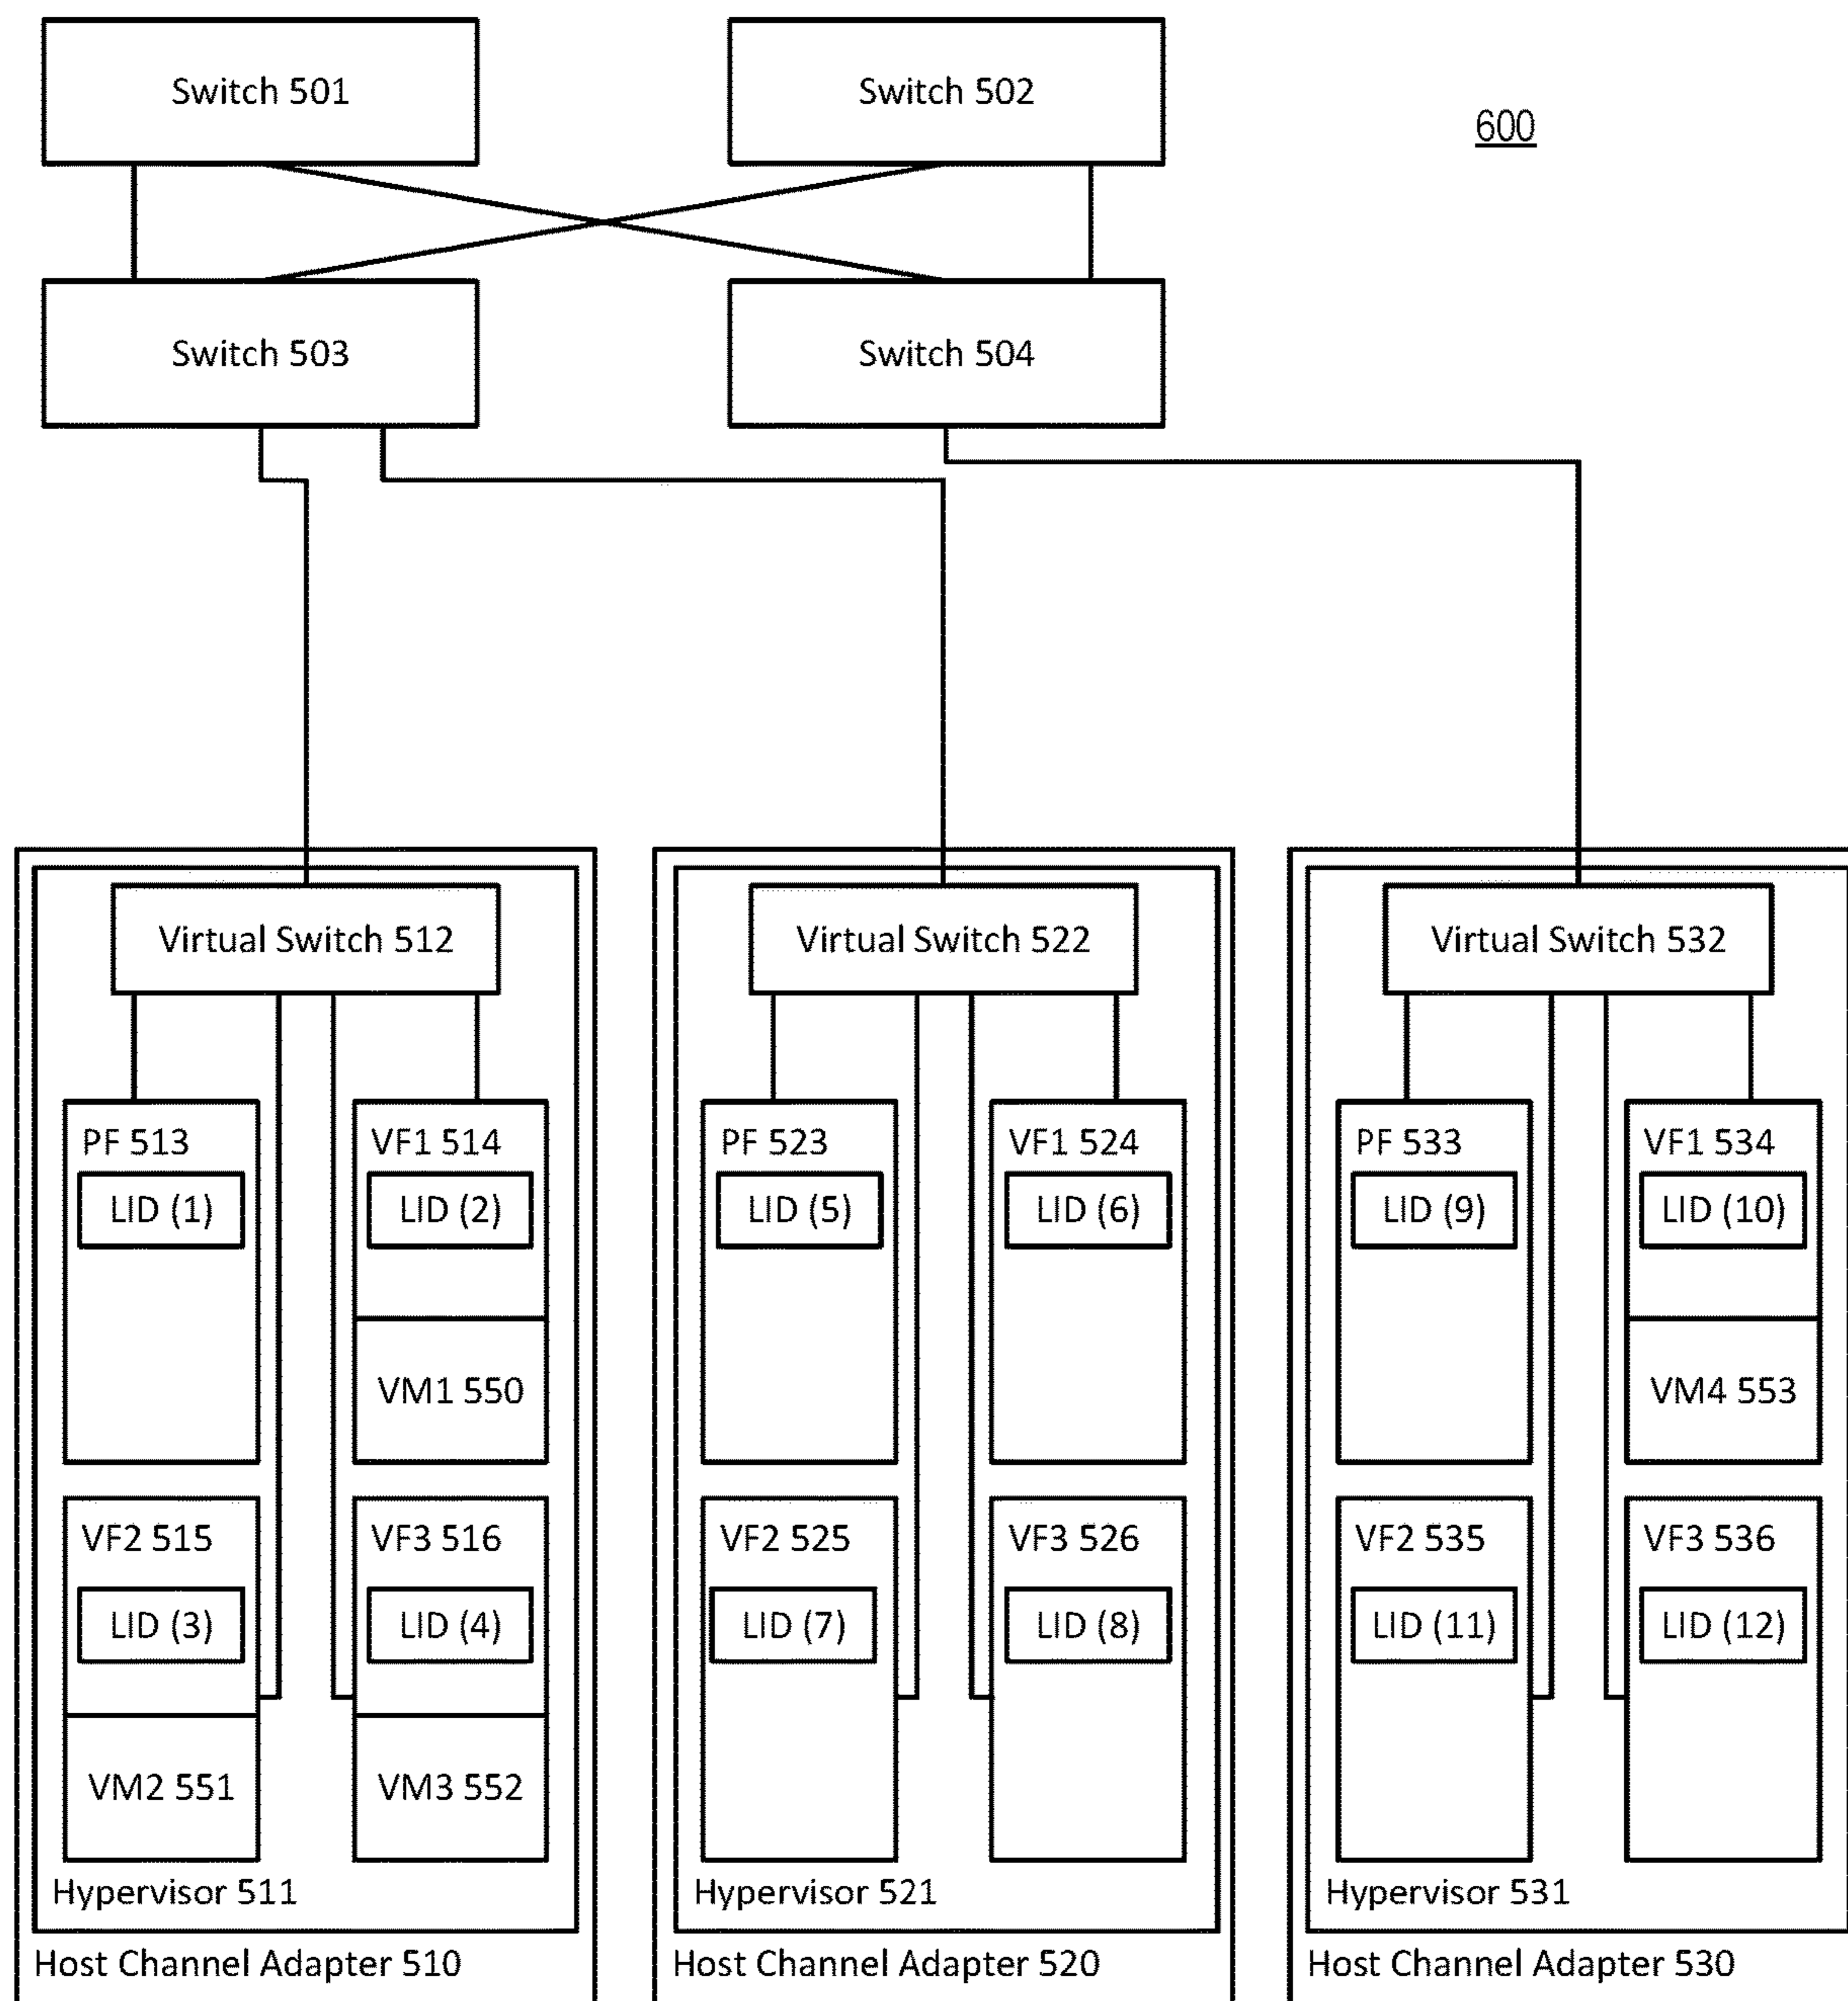 Switch 501
Switch 502
600
Switch 503
Switch 504
Virtual Switch 512
Virtual Switch 522
Virtual Switch 532
PF 513
LID (1)
VF1 514
LID (2)
VM1 550
VF2 515
LID (3)
VM2 551
VF3 516
LID (4)
VM3 552
Hypervisor 511
Host Channel Adapter 510
PF 523
LID (5)
VF1 524
LID (6)
VF2 525
LID (7)
VF3 526
LID (8)
Hypervisor 521
Host Channel Adapter 520
PF 533
LID (9)
VF1 534
LID (10)
VM4 553
VF2 535
LID (11)
VF3 536
LID (12)
Hypervisor 531
Host Channel Adapter 530